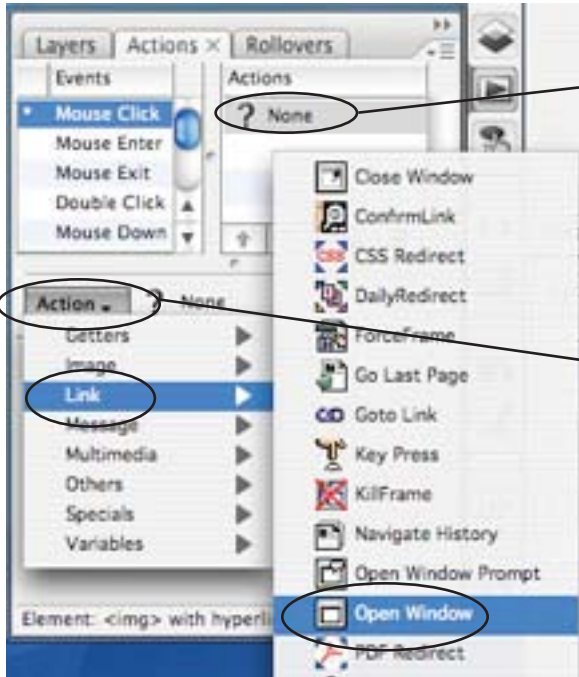 Layers Actions × Rollovers
Events
Mouse Click
Mouse Enter
Mouse Exit
Double Click
Mouse Down
Actions
? None
Action ? None
Getters
Image
Link
Message
Multimedia
Others
Specials
Variables
Element: <img> with hyperli
Close Window
ConfirmLink
CSS Redirect
DailyRedirect
ForceFrame
Go Last Page
Goto Link
Key Press
KillFrame
Navigate History
Open Window Prompt
Open Window
PDF Redirect